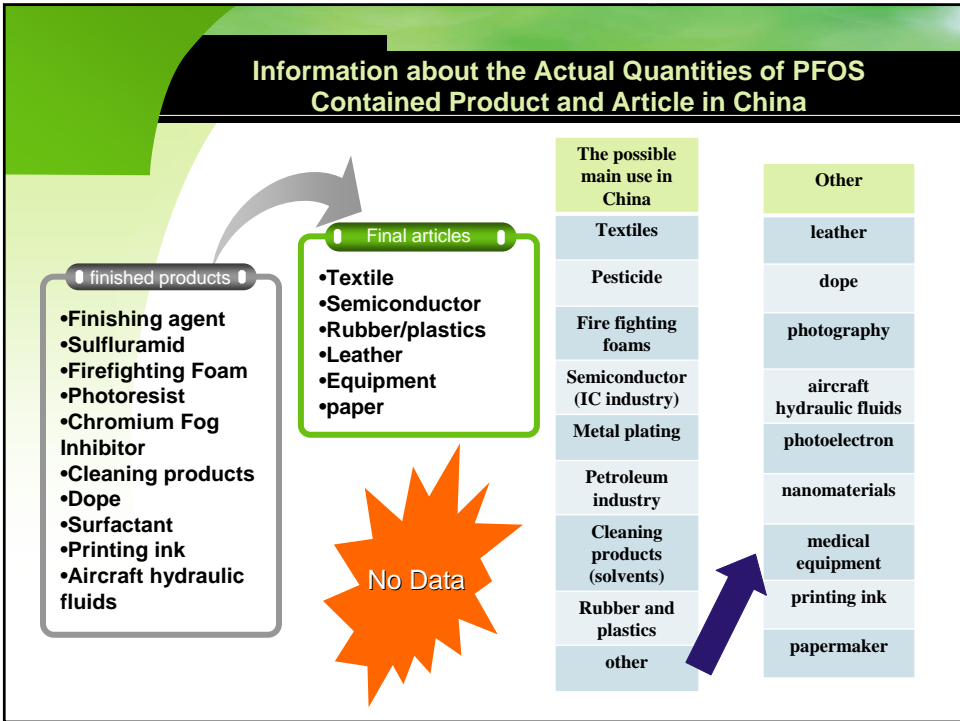 Information about the Actual Quantities of PFOS
Contained Product and Article in China
finished products
•Finishing agent
•Sulfluramid
•Firefighting Foam
•Photoresist
•Chromium Fog
Inhibitor
•Cleaning products
•Dope
•Surfactant
•Printing ink
•Aircraft hydraulic
fluids
Final articles
•Textile
•Semiconductor
•Rubber/plastics
•Leather
•Equipment
•paper
No Data
The possible
main use in
China
Textiles
Pesticide
Fire fighting
foams
Semiconductor
(IC industry)
Metal plating
Petroleum
industry
Cleaning
products
(solvents)
Rubber and
plastics
other
Other
leather
dope
photography
aircraft
hydraulic fluids
photoelectron
nanomaterials
medical
equipment
printing ink
papermaker